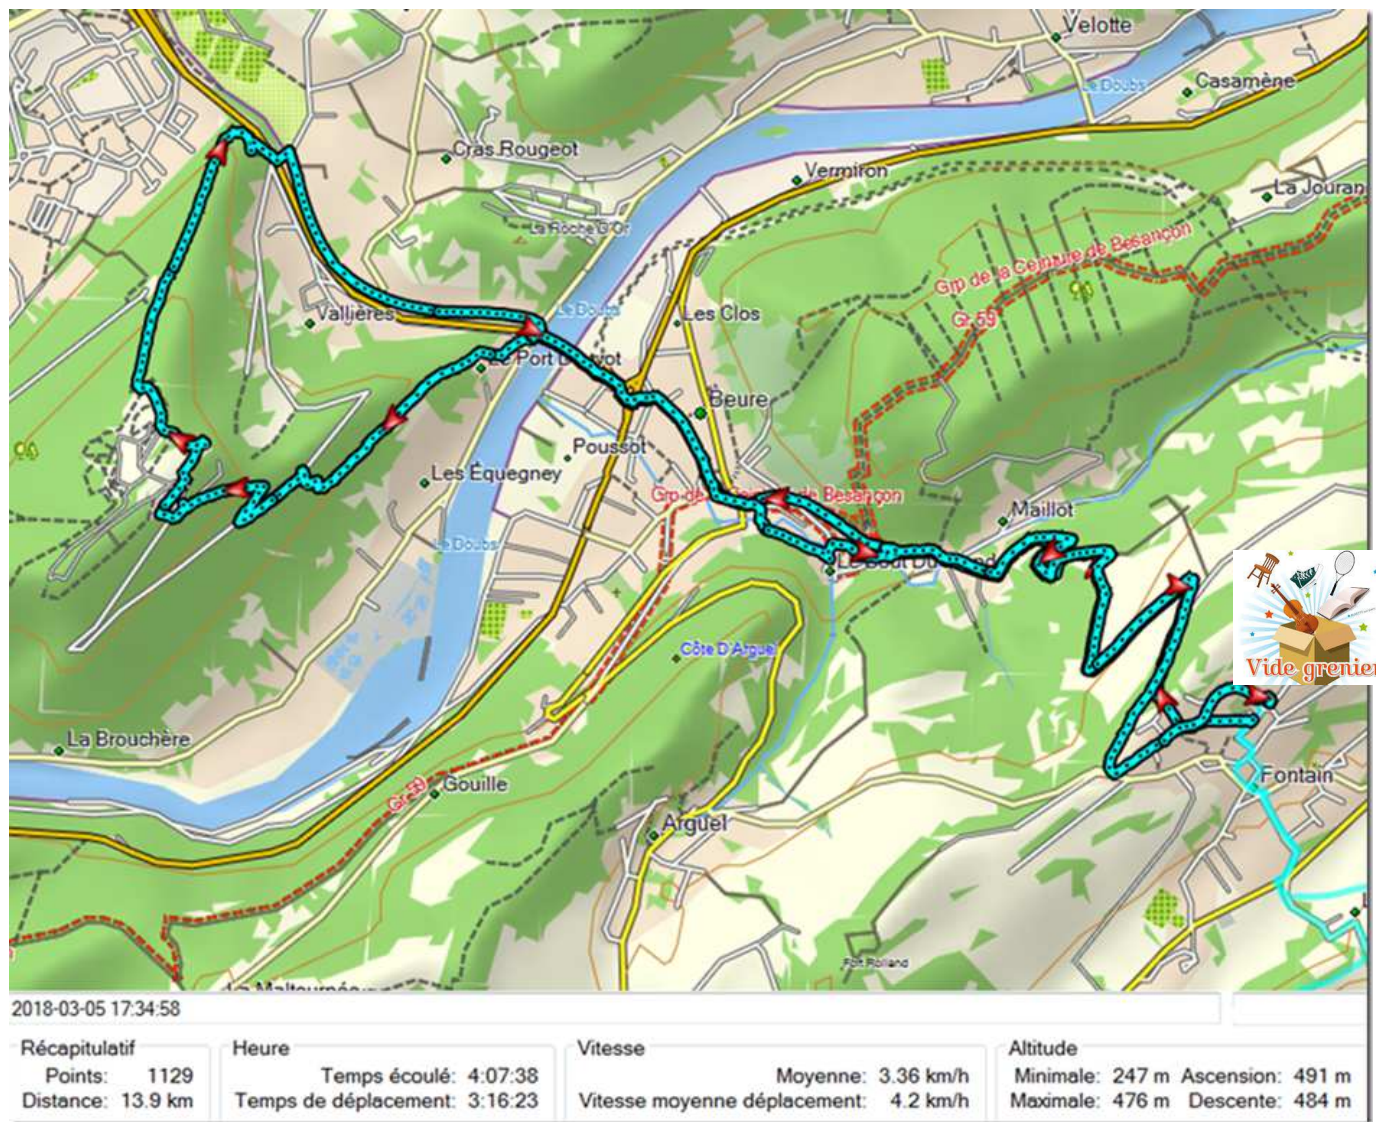 Velotte
Le Doubs
Casamène
Cras Rougeot
Vermiron
La Jouran
La Roche D'Or
Grp de la Ceinture de Besançon
Le Doubs
Vallières
Les Clos
Gr 59
Le Port
Beure
Poussot
Les Équegney
Grp de
de Besançon
Maillot
Le Doubs
Le Bout Du
Côte D'Arguel
Vide grenier
La Brouchère
Fontain
Gr 59
Gouille
Arguel
Fort Rolland
2018-03-05 17:34:58
Récapitulatif
Points: 1129
Distance: 13.9 km
Heure
Temps écoulé: 4:07:38
Temps de déplacement: 3:16:23
Vitesse
Moyenne: 3.36 km/h
Vitesse moyenne déplacement: 4.2 km/h
Altitude
Minimale: 247 m Ascension: 491 m
Maximale: 476 m Descente: 484 m